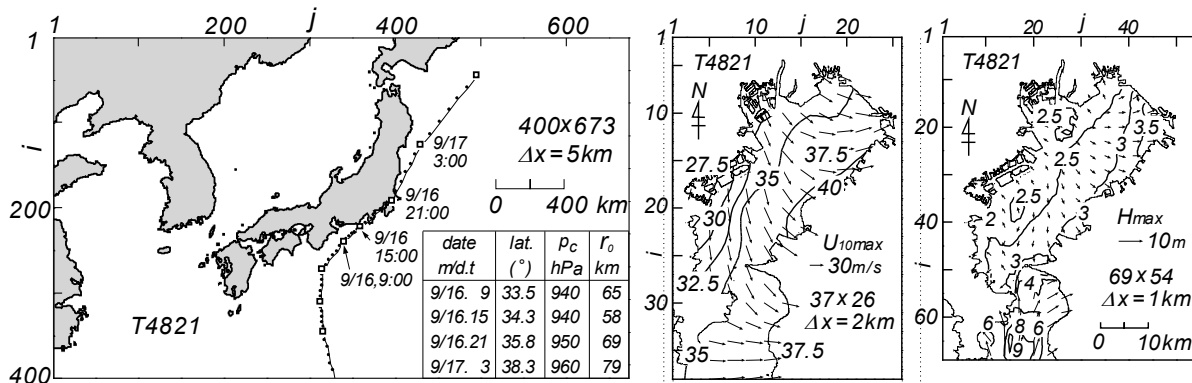 1 200 j 400 600
1
i
200
400
T4821
400×673
Δx=5km
0 400 km
9/17
3:00
9/16
21:00
9/16
15:00
9/16,9:00
date lat. pc r0
m/d.t (°) hPa km
9/16. 9 33.5 940 65
9/16.15 34.3 940 58
9/16.21 35.8 950 69
9/17. 3 38.3 960 79
1 10 j 20
1
10
20
i
30
T4821
N
27.5
35
37.5
40
30
32.5
35
37.5
U10max
30m/s
37×26
Δx=2km
1 20 j 40
1
20
40
i
60
T4821
N
2.5
2.5
3.5
3
2.5
2
3
3
4
6 8 6
9
Hmax
10m
69×54
Δx=1km
0 10km